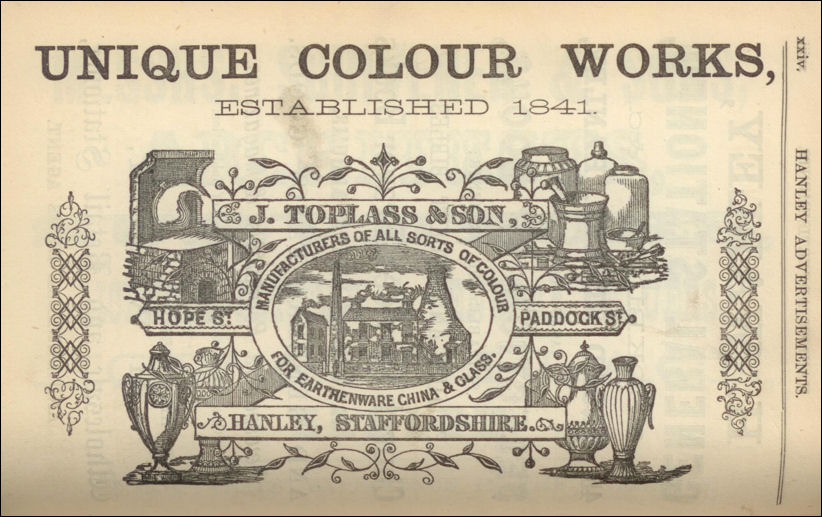 UNIQUE COLOUR WORKS,
ESTABLISHED 1841.
J. TOPLASS & SON,
MANUFACTURERS OF ALL SORTS OF COLOUR
FOR EARTHENWARE CHINA & GLASS.
HOPE ST.
PADDOCK ST.
HANLEY, STAFFORDSHIRE.
xxiv.
HANLEY ADVERTISEMENTS.